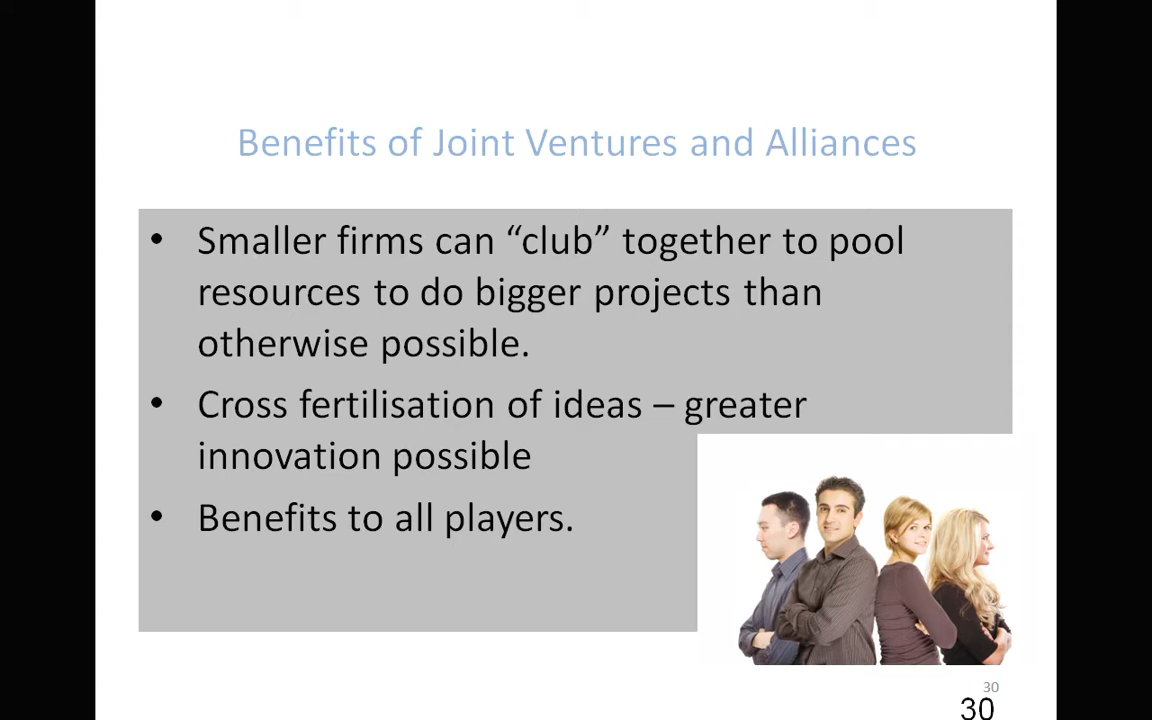 Benefits of Joint Ventures and Alliances
• Smaller firms can “club” together to pool
resources to do bigger projects than
otherwise possible.
• Cross fertilisation of ideas – greater
innovation possible
• Benefits to all players.
30
30